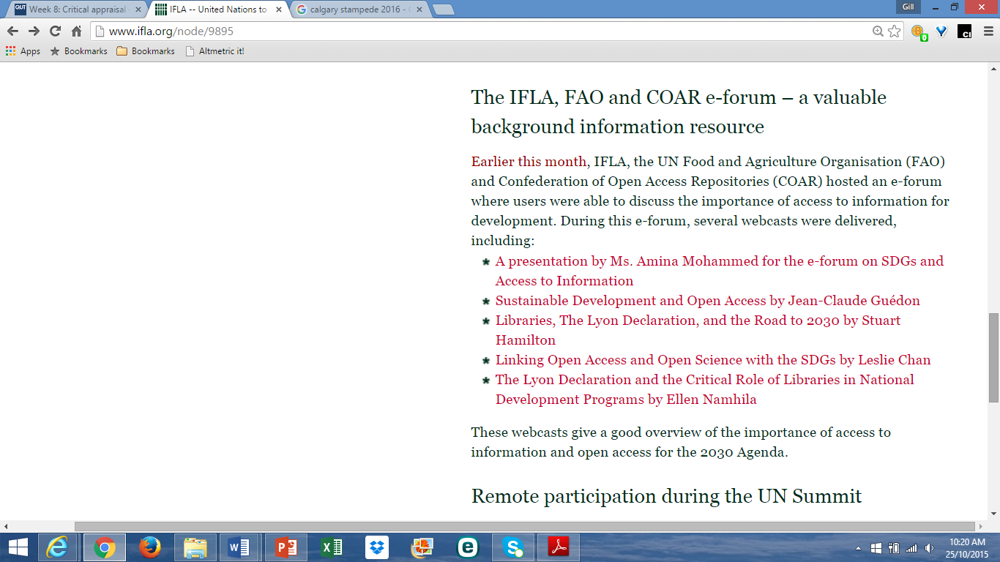 Week 8: Critical appraisal
IFLA -- United Nations to
calgary stampede 2016 -
Gill
www.ifla.org/node/9895
Apps
Bookmarks
Bookmarks
Altmetric it!
The IFLA, FAO and COAR e-forum – a valuable
background information resource
Earlier this month, IFLA, the UN Food and Agriculture Organisation (FAO)
and Confederation of Open Access Repositories (COAR) hosted an e-forum
where users were able to discuss the importance of access to information for
development. During this e-forum, several webcasts were delivered,
including:
A presentation by Ms. Amina Mohammed for the e-forum on SDGs and
Access to Information
Sustainable Development and Open Access by Jean-Claude Guédon
Libraries, The Lyon Declaration, and the Road to 2030 by Stuart
Hamilton
Linking Open Access and Open Science with the SDGs by Leslie Chan
The Lyon Declaration and the Critical Role of Libraries in National
Development Programs by Ellen Namhila
These webcasts give a good overview of the importance of access to
information and open access for the 2030 Agenda.
Remote participation during the UN Summit
10:20 AM
25/10/2015